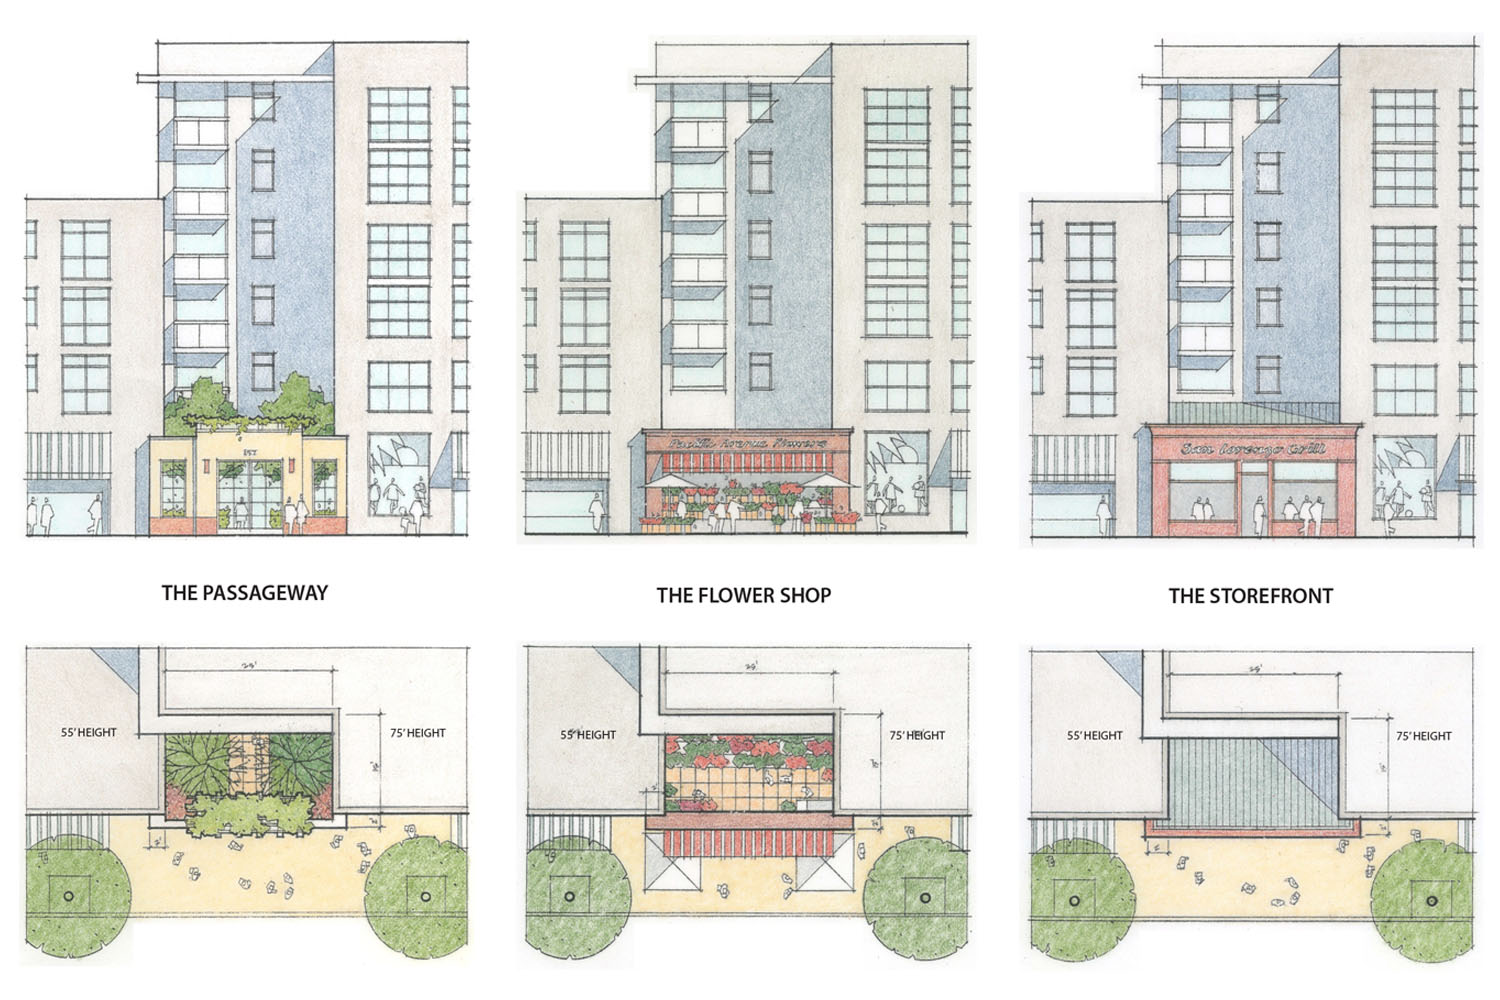 Pacific Avenue Flowers
San Lorenzo Grill
157
THE PASSAGEWAY
THE FLOWER SHOP
THE STOREFRONT
55' HEIGHT
75' HEIGHT
55' HEIGHT
75' HEIGHT
55' HEIGHT
75' HEIGHT